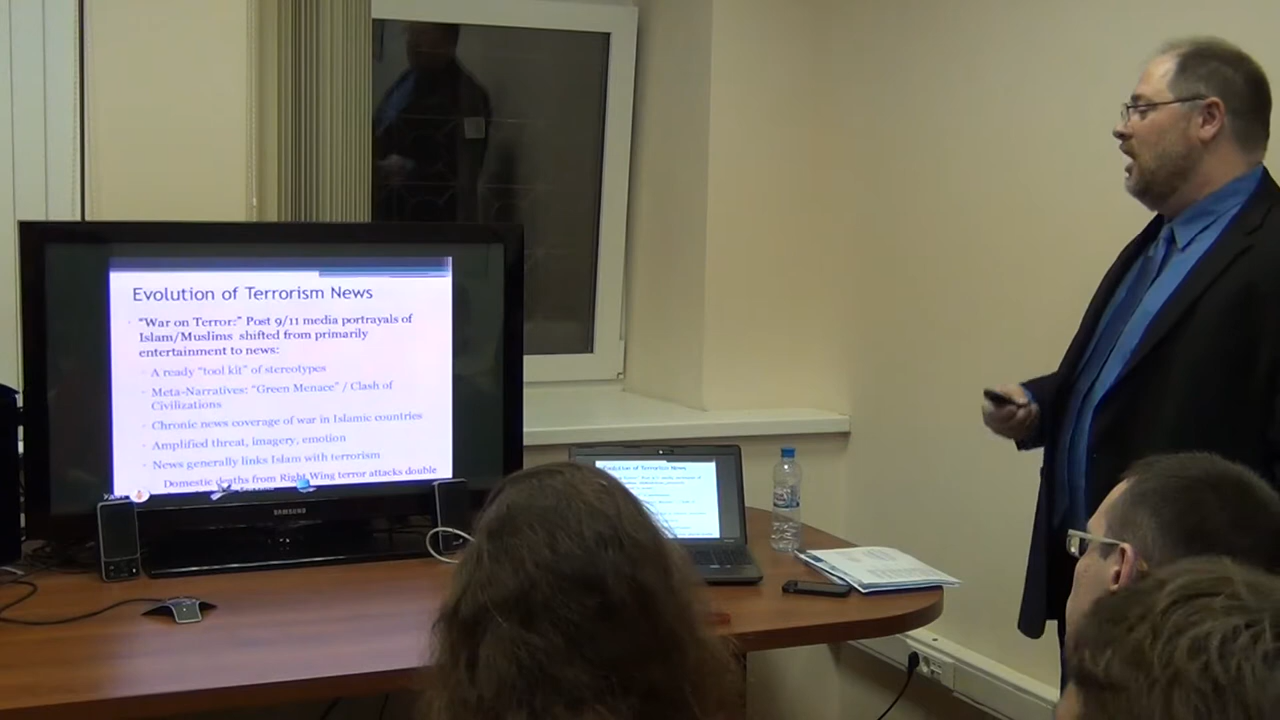 Evolution of Terrorism News
"War on Terror:" Post 9/11 media portrayals of
Islam/Muslims shifted from primarily
entertainment to news:
A ready "tool kit" of stereotypes
Meta-Narratives: "Green Menace" / Clash of
Civilizations
Chronic news coverage of war in Islamic countries
Amplified threat, imagery, emotion
News generally links Islam with terrorism
Domestic deaths from Right Wing terror attacks double
SAMSUNG
Evolution of Terrorism News